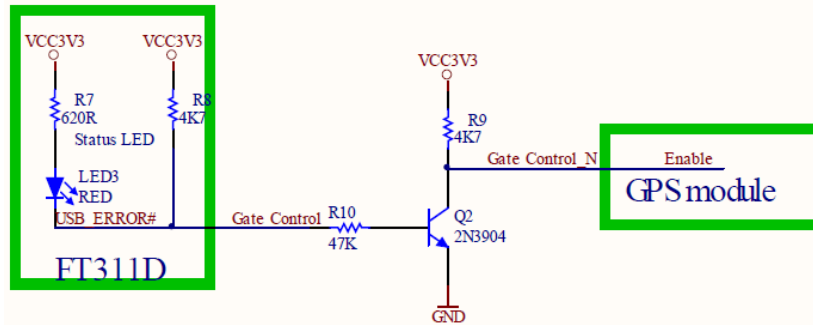 VCC3V3
VCC3V3
R7
620R
R8
4K7
Status LED
LED3
RED
USB_ERROR#
FT311D
Gate Control
R10
47K
VCC3V3
R9
4K7
Gate Control_N
Q2
2N3904
GND
Enable
GPS module